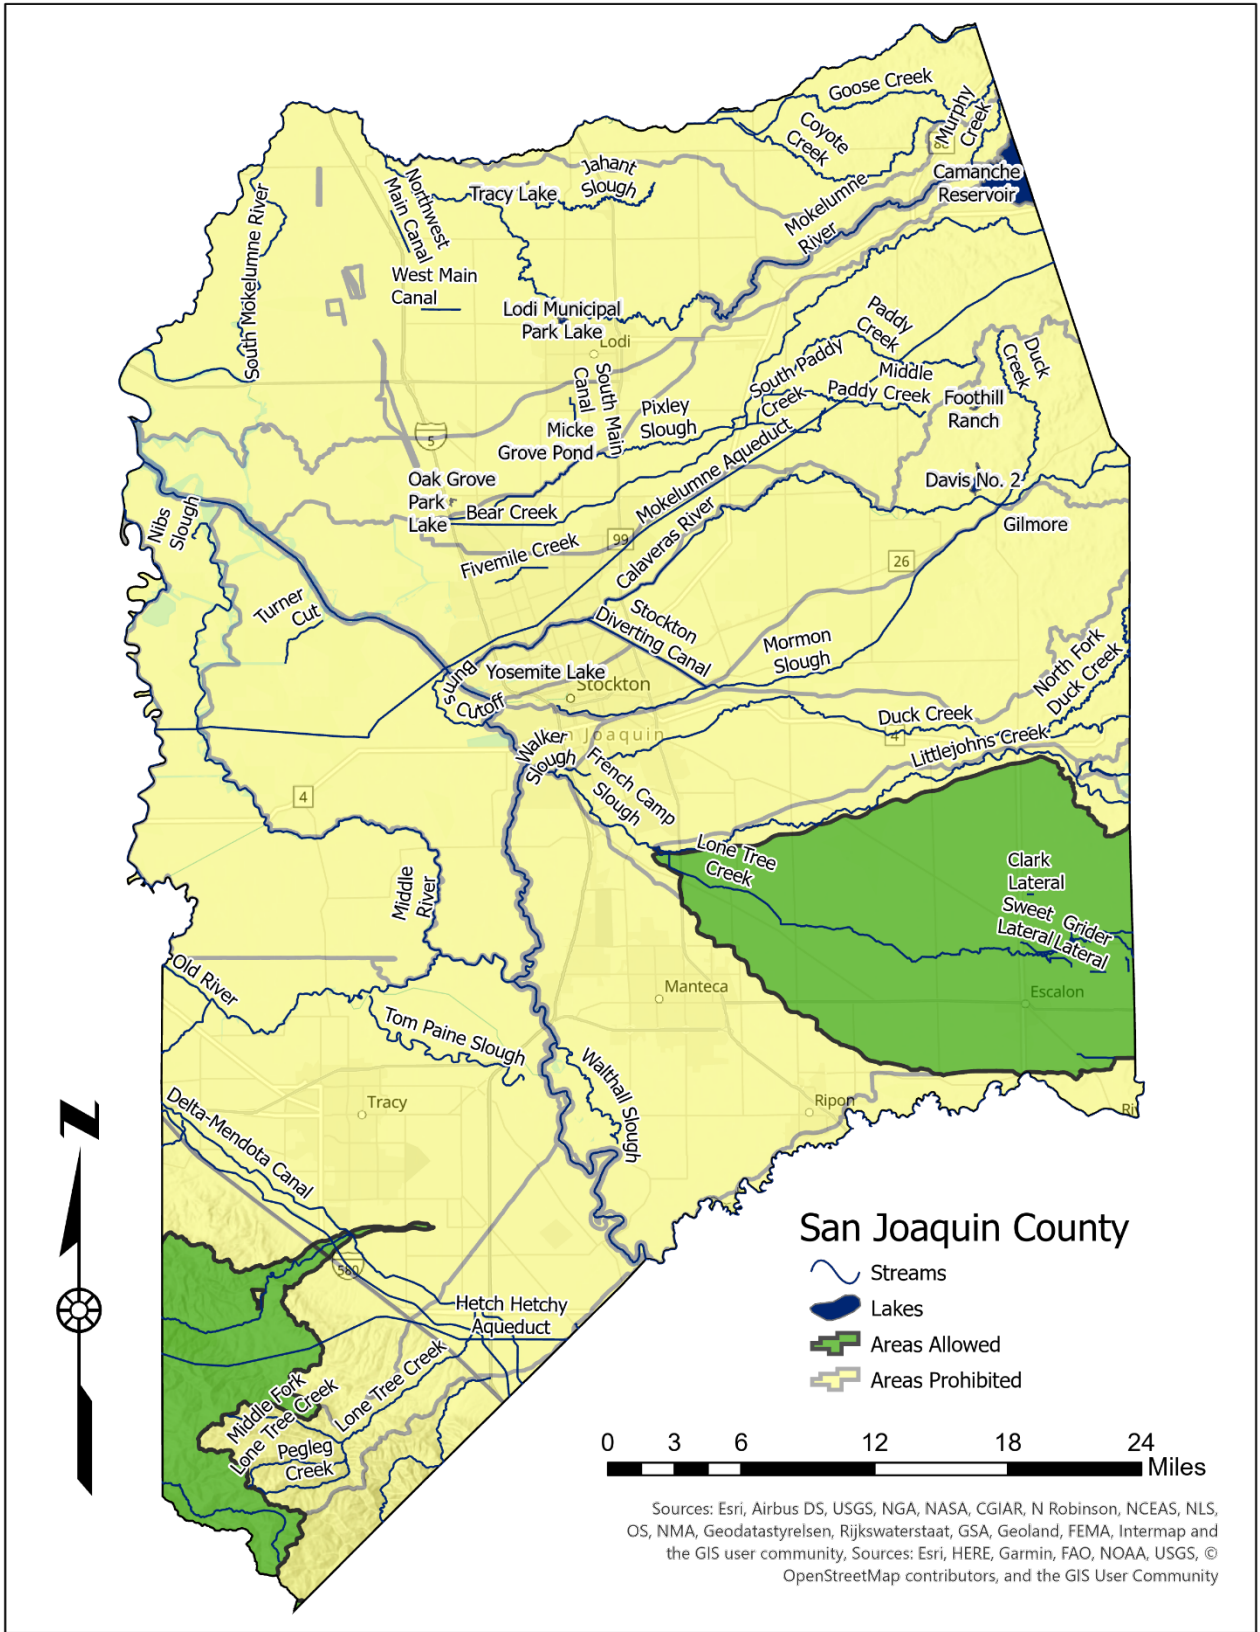 Goose Creek
Murphy
Creek
Coyote
Creek
88
Camanche
Reservoir
Jahant
Slough
Tracy Lake
Northwest
Main Canal
South Mokelumne River
Mokelumne
River
West Main
Canal
Lodi Municipal
Park Lake
Lodi
Paddy
Creek
Duck
Creek
South Paddy
Creek
Middle
Paddy Creek
Foothill
Ranch
South Main
Canal
Pixley
Slough
Micke
Grove Pond
5
Oak Grove
Park
Lake
Bear Creek
Mokelumne Aqueduct
Davis No. 2
Gilmore
Nibs
Slough
99
Fivemile Creek
Calaveras River
26
Turner
Cut
Stockton
Diverting Canal
Mormon
Slough
North Fork
Duck Creek
Burn's
Cutoff
Yosemite Lake
Stockton
n Joaquin
Duck Creek
4
Littlejohns Creek
Walker
Slough
French Camp
Slough
4
Lone Tree
Creek
Clark
Lateral
Middle
River
Sweet
Lateral
Grider
Lateral
Old River
Manteca
Escalon
Tom Paine Slough
Walthall Slough
Delta-Mendota Canal
Tracy
Ripon
Ri
580
Hetch Hetchy
Aqueduct
Lone Tree Creek
Middle Fork
Lone Tree Creek
Pegleg
Creek
N
San Joaquin County
Streams
Lakes
Areas Allowed
Areas Prohibited
0 3 6 12 18 24
Miles
Sources: Esri, Airbus DS, USGS, NGA, NASA, CGIAR, N Robinson, NCEAS, NLS,
OS, NMA, Geodatastyrelsen, Rijkswaterstaat, GSA, Geoland, FEMA, Intermap and
the GIS user community, Sources: Esri, HERE, Garmin, FAO, NOAA, USGS, ©
OpenStreetMap contributors, and the GIS User Community